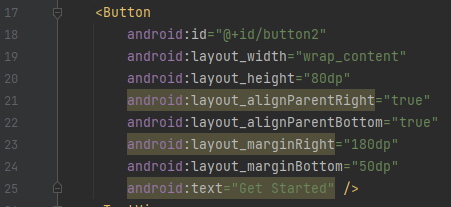 17 <Button
18 android:id="@+id/button2"
19 android:layout_width="wrap_content"
20 android:layout_height="80dp"
21 android:layout_alignParentRight="true"
22 android:layout_alignParentBottom="true"
23 android:layout_marginRight="180dp"
24 android:layout_marginBottom="50dp"
25 android:text="Get Started" />